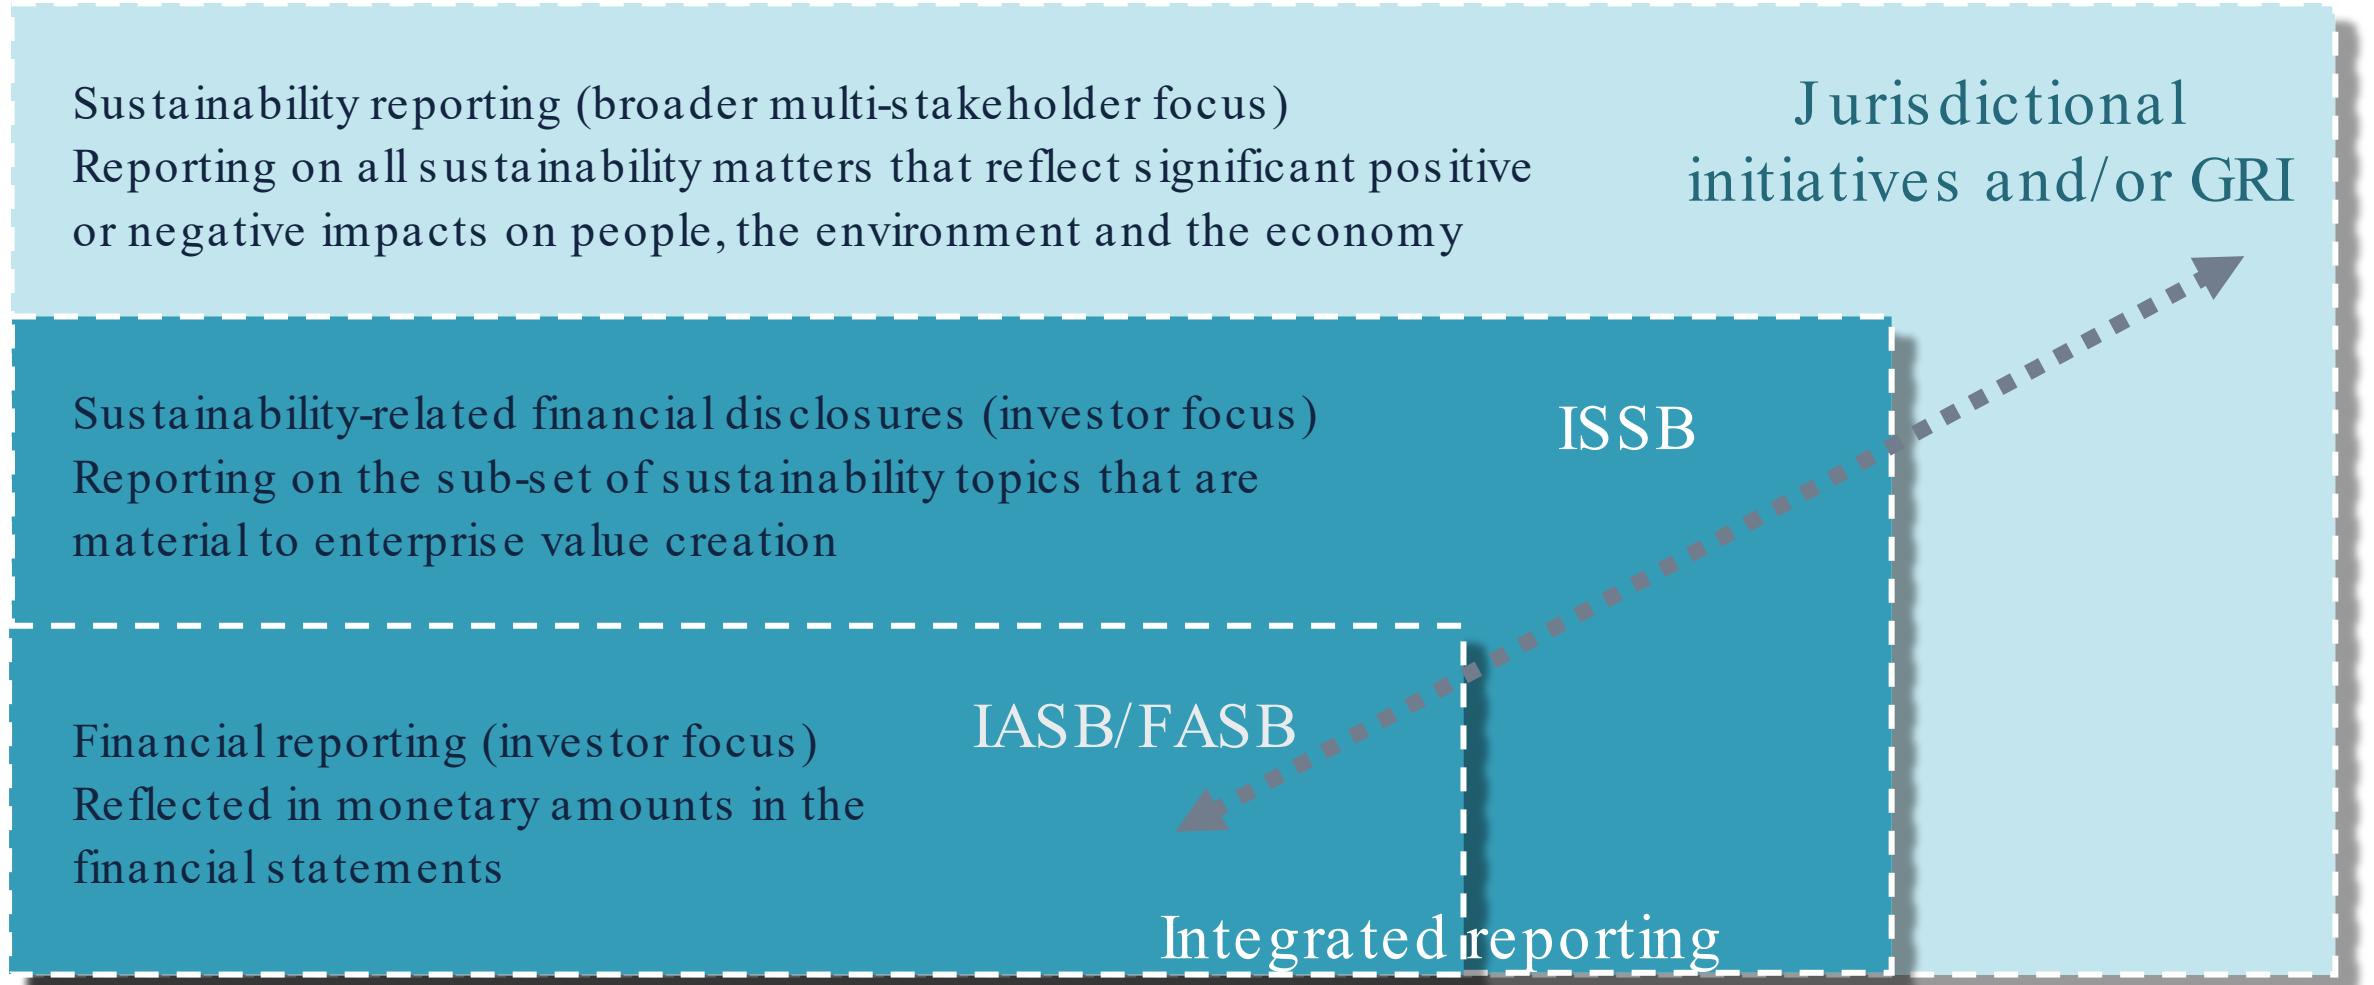 Sustainability reporting (broader multi-stakeholder focus)
Reporting on all sustainability matters that reflect significant positive
or negative impacts on people, the environment and the economy
Jurisdictional
initiatives and/or GRI
Sustainability-related financial disclosures (investor focus)
Reporting on the sub-set of sustainability topics that are
material to enterprise value creation
ISSB
Financial reporting (investor focus)
Reflected in monetary amounts in the
financial statements
IASB/FASB
Integrated reporting